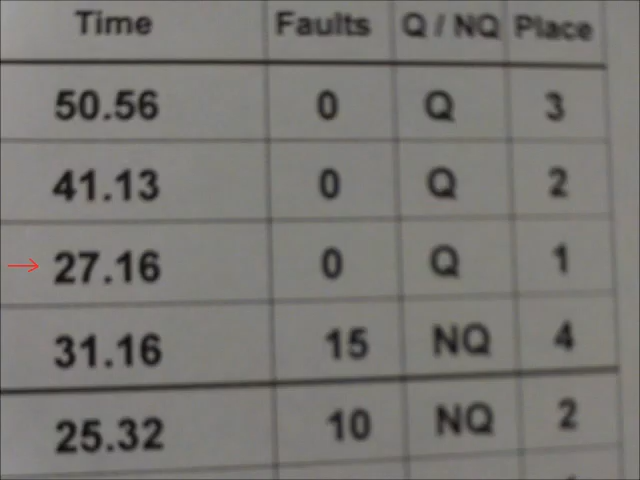 Time Faults Q / NQ Place
50.56 0 Q 3
41.13 0 Q 2
27.16 0 Q 1
31.16 15 NQ 4
25.32 10 NQ 2